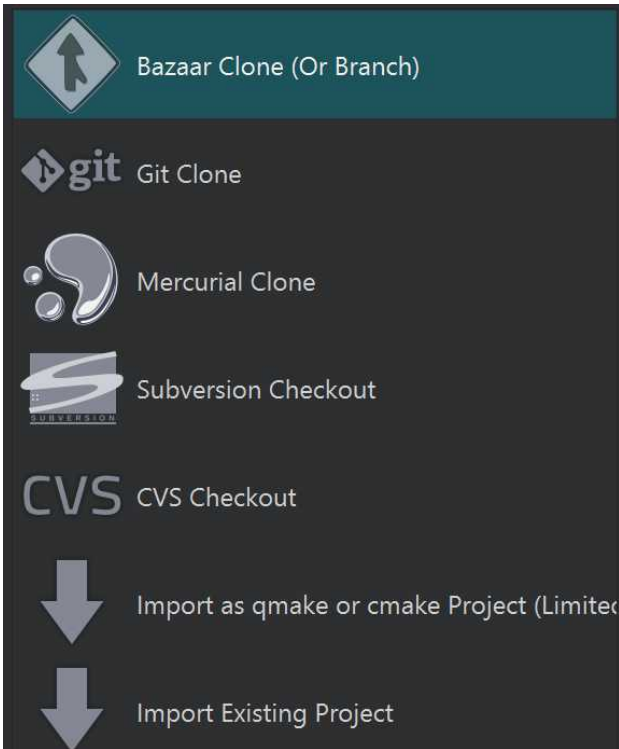 Bazaar Clone (Or Branch)
git Git Clone
Mercurial Clone
SUBVERSION Subversion Checkout
CVS CVS Checkout
Import as qmake or cmake Project (Limited
Import Existing Project